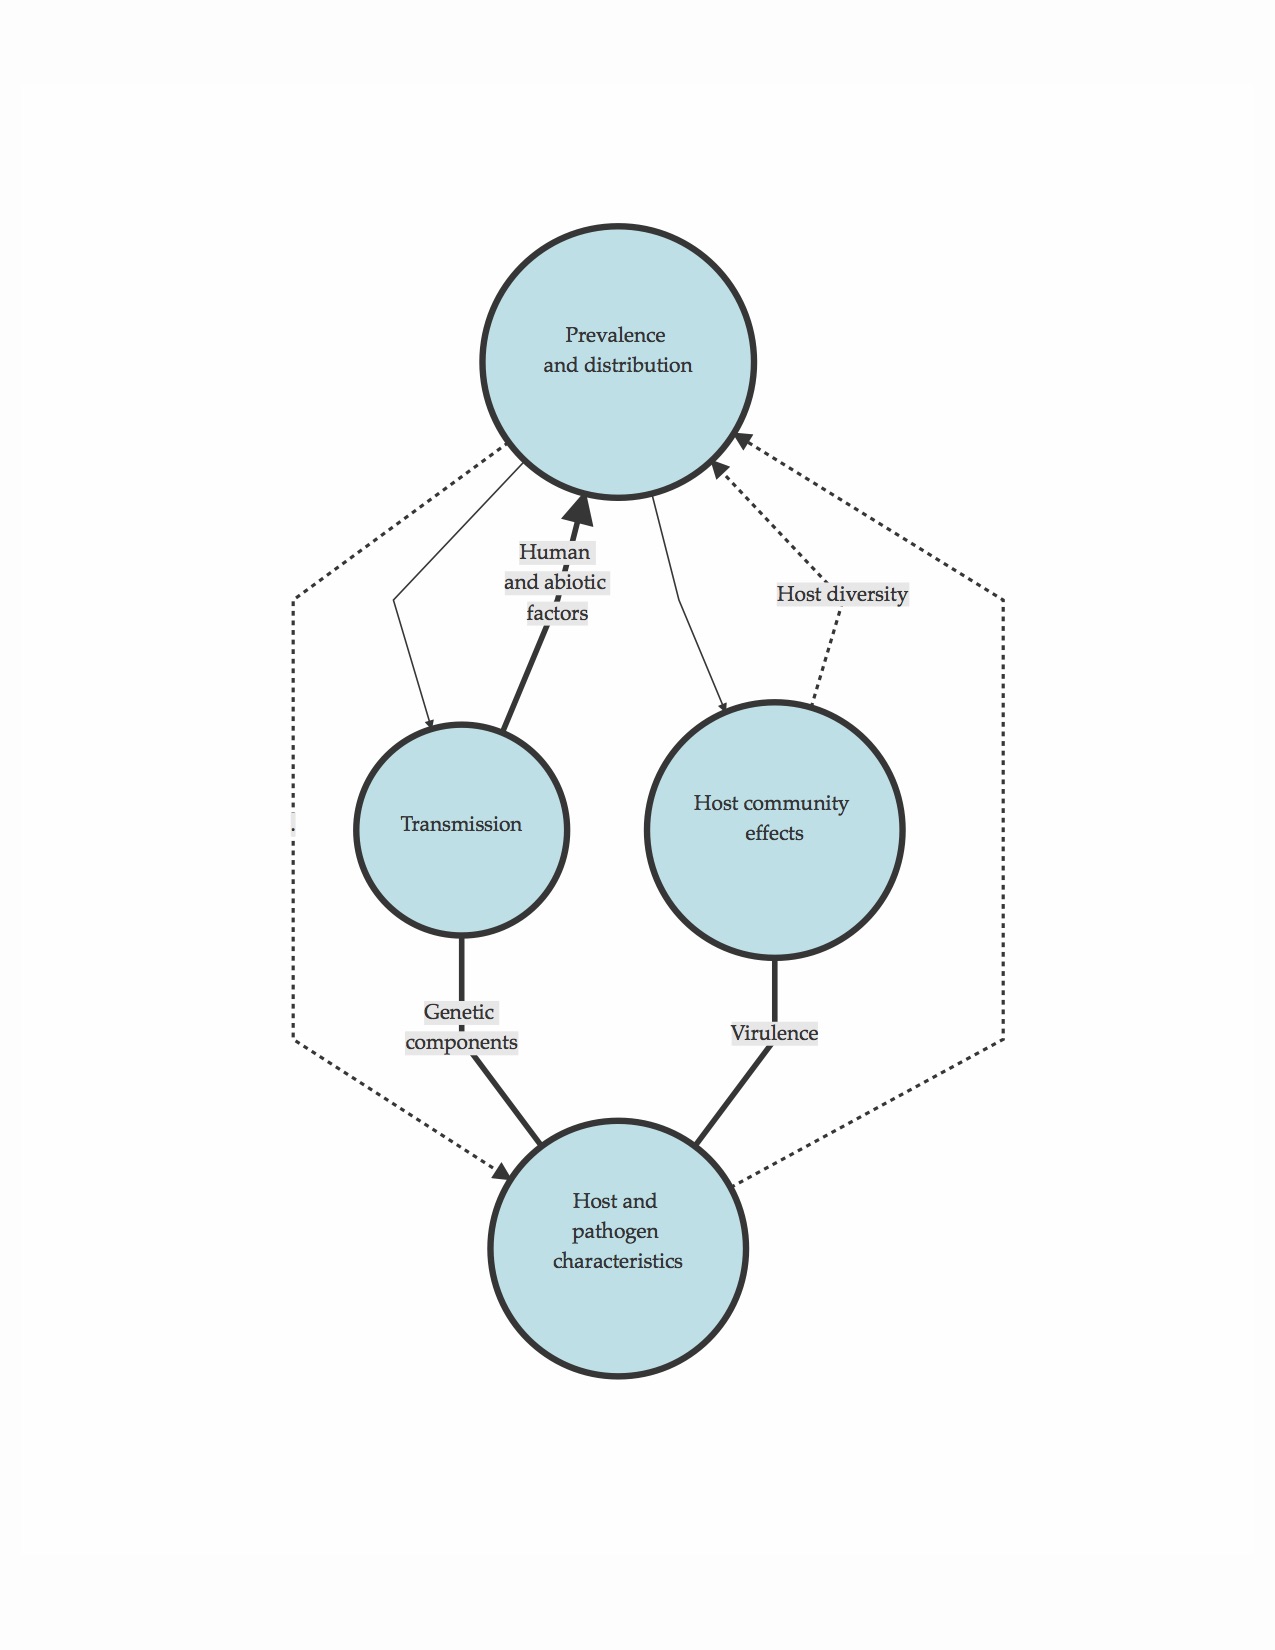 Prevalence
and distribution
Human
and abiotic
factors
Host diversity
Transmission
Host community
effects
Genetic
components
Virulence
Host and
pathogen
characteristics